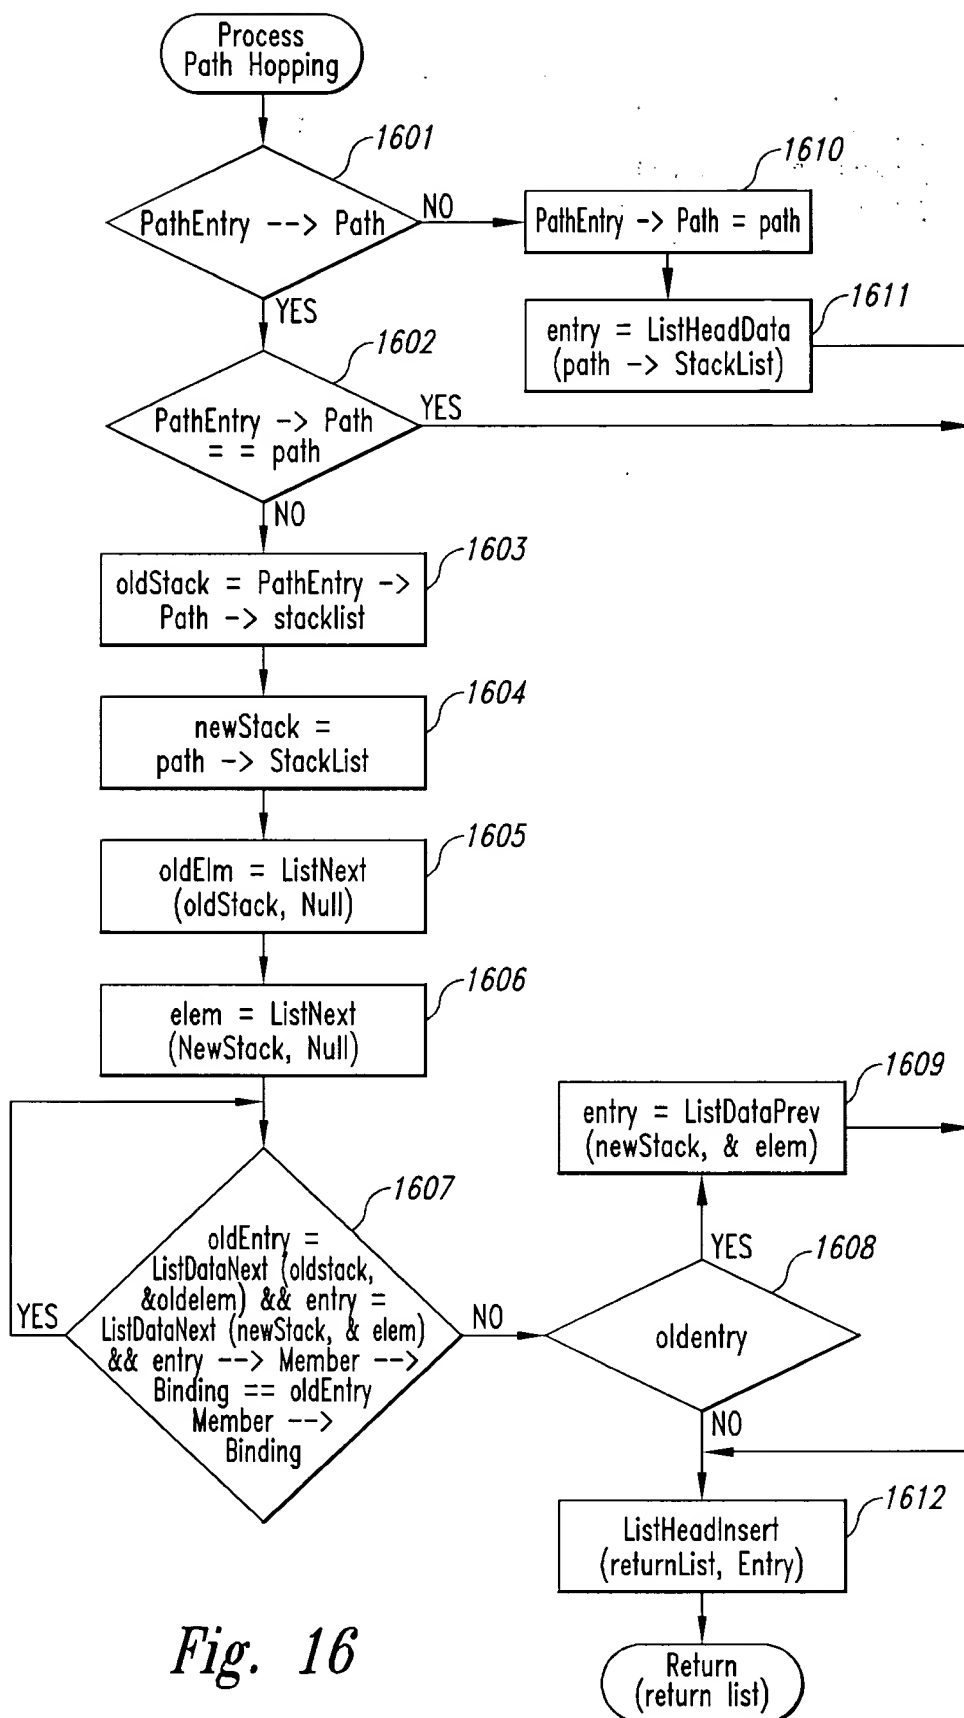 Process
Path Hopping
1601
PathEntry --> Path
NO
YES
1610
PathEntry -> Path = path
1611
entry = ListHeadData
(path -> StackList)
1602
PathEntry -> Path
= = path
YES
NO
1603
oldStack = PathEntry ->
Path -> stacklist
1604
newStack =
path -> StackList
1605
oldElm = ListNext
(oldStack, Null)
1606
elem = ListNext
(NewStack, Null)
1607
oldEntry =
ListDataNext (oldstack,
&oldelem) && entry =
ListDataNext (newStack, & elem)
&& entry --> Member -->
Binding == oldEntry
Member -->
Binding
YES
NO
1609
entry = ListDataPrev
(newStack, & elem)
YES
1608
oldentry
NO
1612
ListHeadInsert
(returnList, Entry)
Return
(return list)
Fig. 16